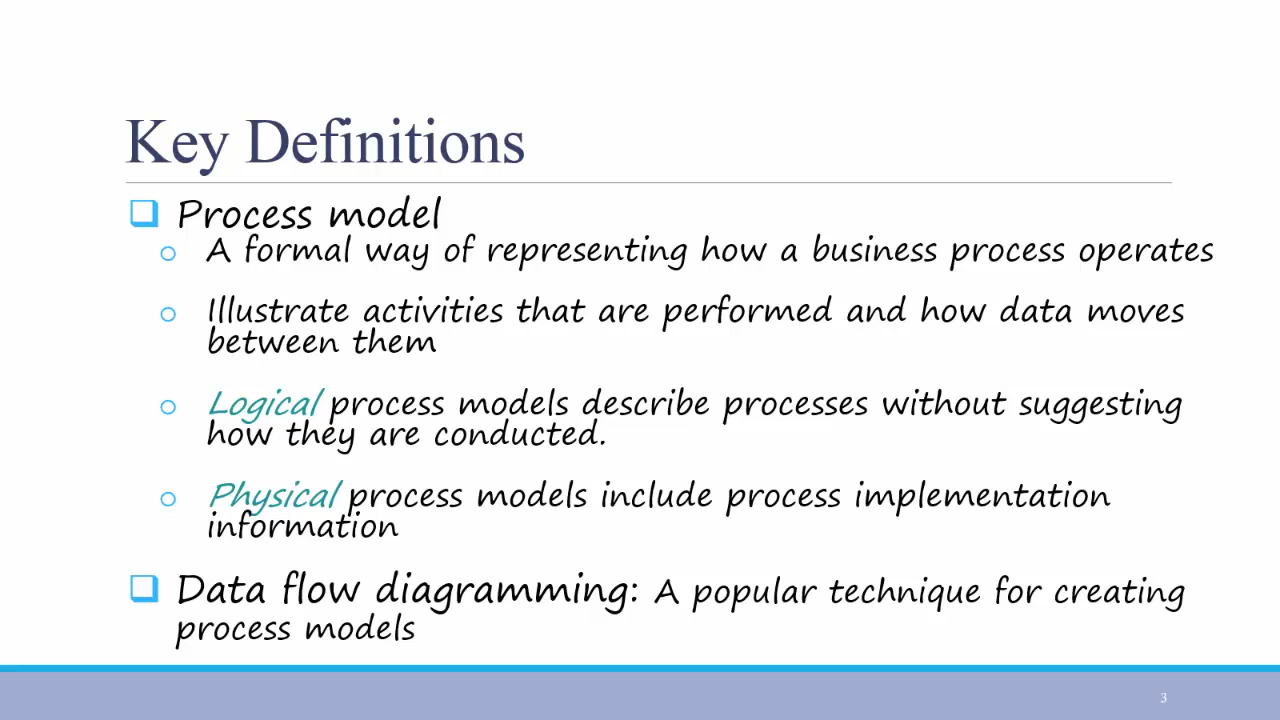 Key Definitions
Process model
A formal way of representing how a business process operates
Illustrate activities that are performed and how data moves
between them
Logical process models describe processes without suggesting
how they are conducted.
Physical process models include process implementation
information
Data flow diagramming: A popular technique for creating
process models
3